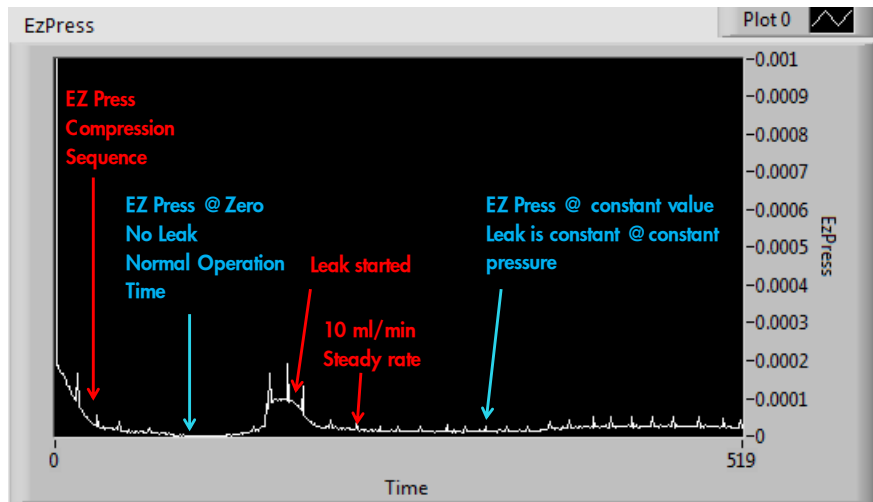 EzPress
Plot 0
EZ Press
Compression
Sequence
EZ Press @ Zero
No Leak
Normal Operation
Time
Leak started
10 ml/min
Steady rate
EZ Press @ constant value
Leak is constant @ constant
pressure
-0.001
-0.0009
-0.0008
-0.0007
-0.0006
-0.0005
-0.0004
-0.0003
-0.0002
-0.0001
-0
EzPress
0
519
Time